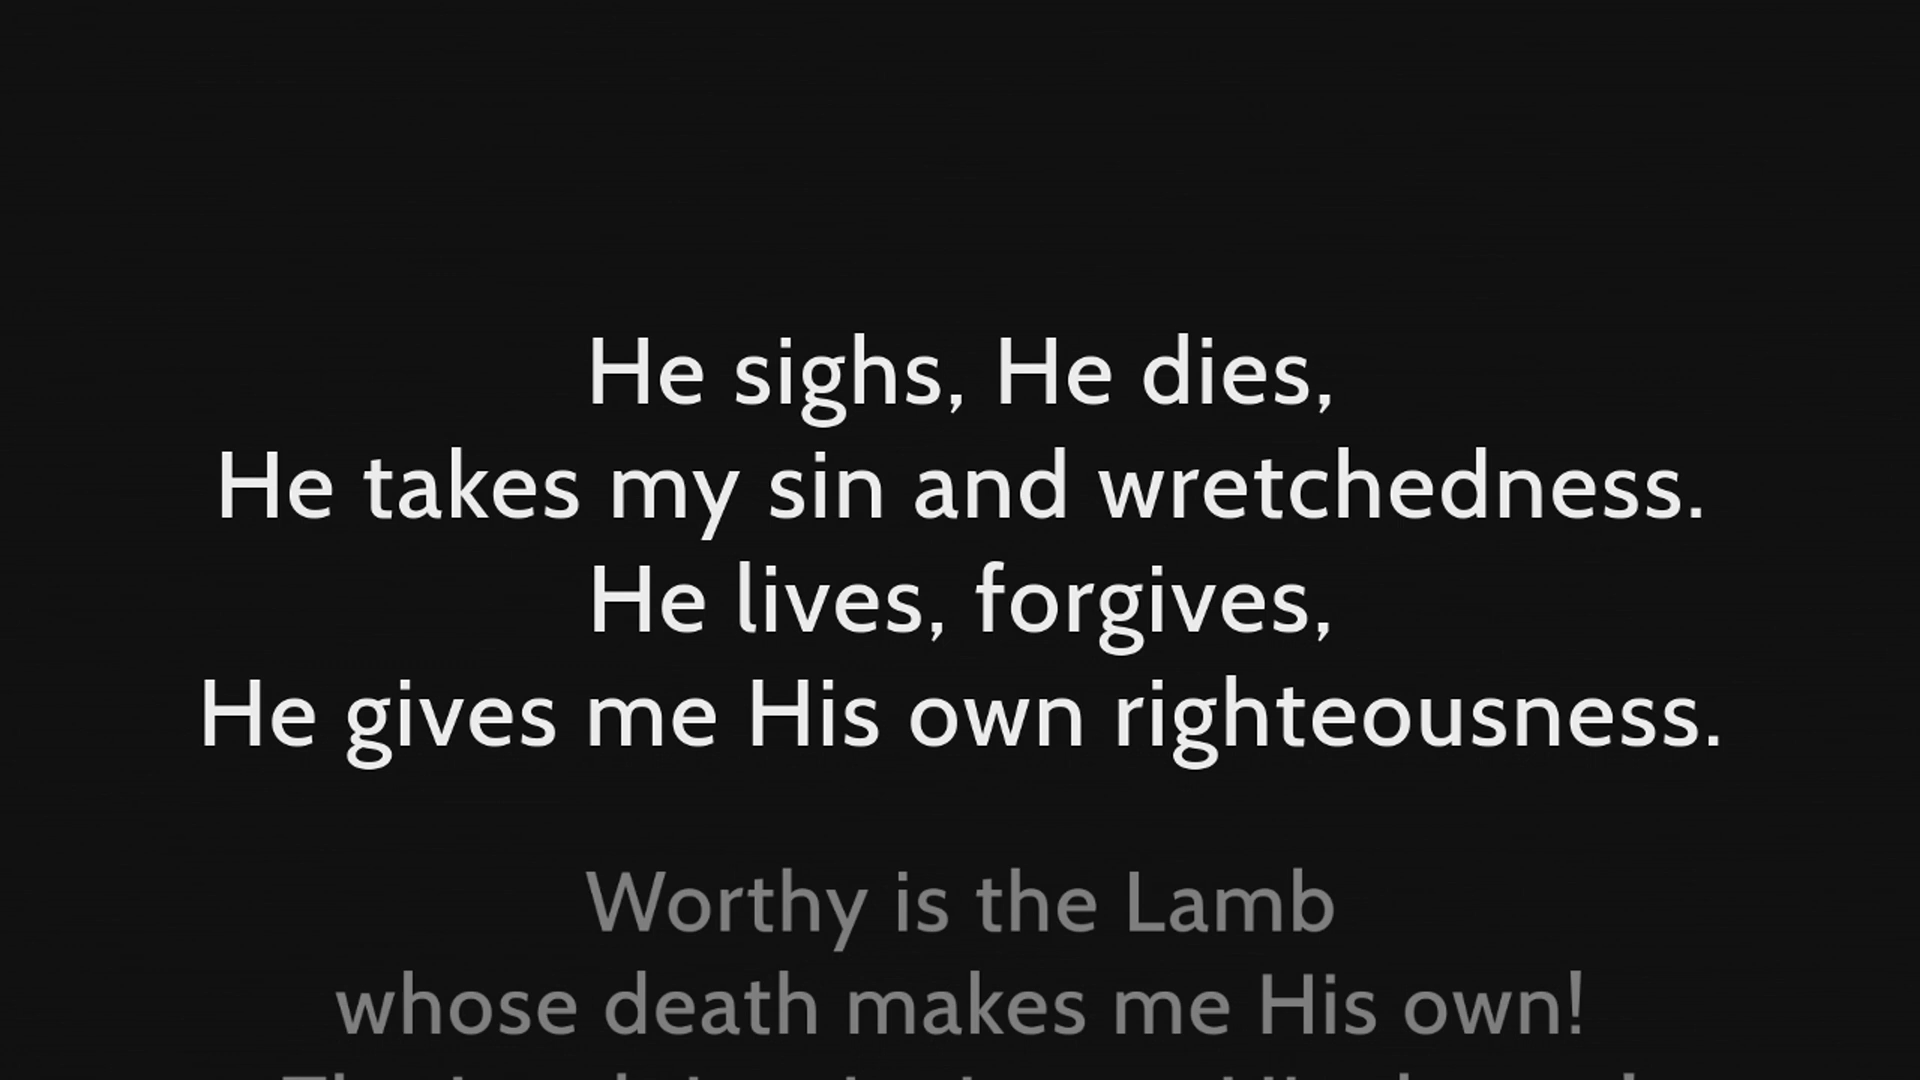 He sighs, He dies,
He takes my sin and wretchedness.
He lives, forgives,
He gives me His own righteousness.
Worthy is the Lamb
whose death makes me His own!